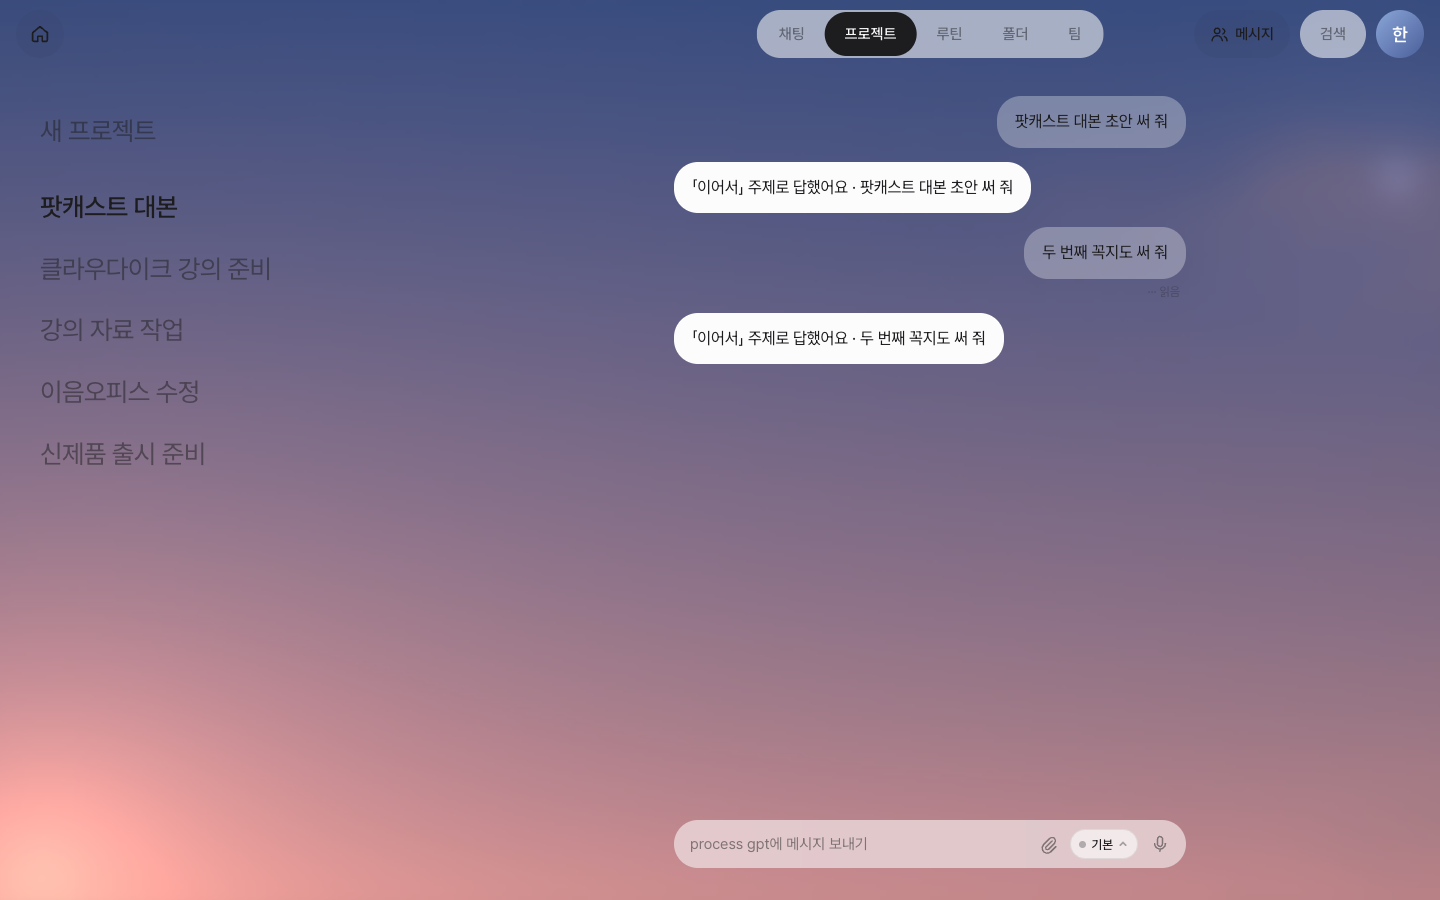 채팅
프로젝트
루틴
폴더
팀
메시지
검색
한
새 프로젝트
팟캐스트 대본
클라우다이크 강의 준비
강의 자료 작업
이음오피스 수정
신제품 출시 준비
팟캐스트 대본 초안 써 줘
「이어서」 주제로 답했어요 · 팟캐스트 대본 초안 써 줘
두 번째 꼭지도 써 줘
– 읽음
「이어서」 주제로 답했어요 · 두 번째 꼭지도 써 줘
process gpt에 메시지 보내기
기본